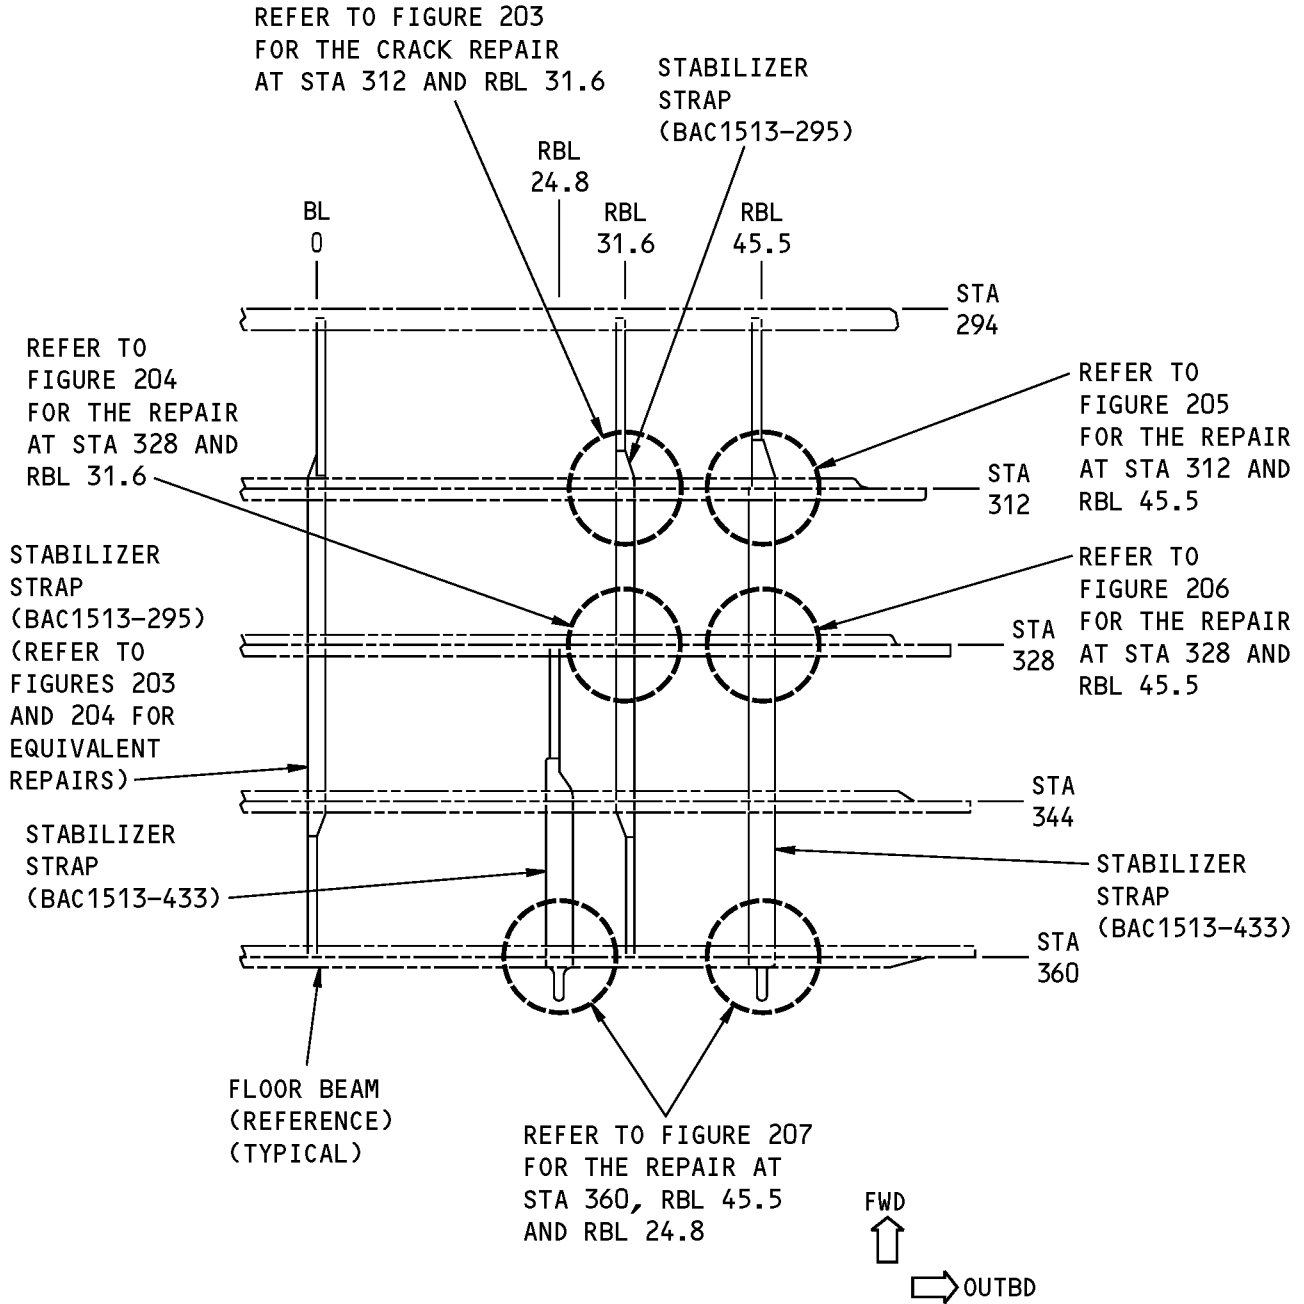 REFER TO FIGURE 203
FOR THE CRACK REPAIR
AT STA 312 AND RBL 31.6
STABILIZER
STRAP
(BAC1513-295)
RBL
24.8
BL
0
RBL
31.6
RBL
45.5
STA
294
REFER TO
FIGURE 204
FOR THE REPAIR
AT STA 328 AND
RBL 31.6
REFER TO
FIGURE 205
FOR THE REPAIR
AT STA 312 AND
RBL 45.5
STA
312
STABILIZER
STRAP
(BAC1513-295)
(REFER TO
FIGURES 203
AND 204 FOR
EQUIVALENT
REPAIRS)
REFER TO
FIGURE 206
FOR THE REPAIR
AT STA 328 AND
RBL 45.5
STA
328
STA
344
STABILIZER
STRAP
(BAC1513-433)
STABILIZER
STRAP
(BAC1513-433)
STA
360
FLOOR BEAM
(REFERENCE)
(TYPICAL)
REFER TO FIGURE 207
FOR THE REPAIR AT
STA 360, RBL 45.5
AND RBL 24.8
FWD
OUTBD